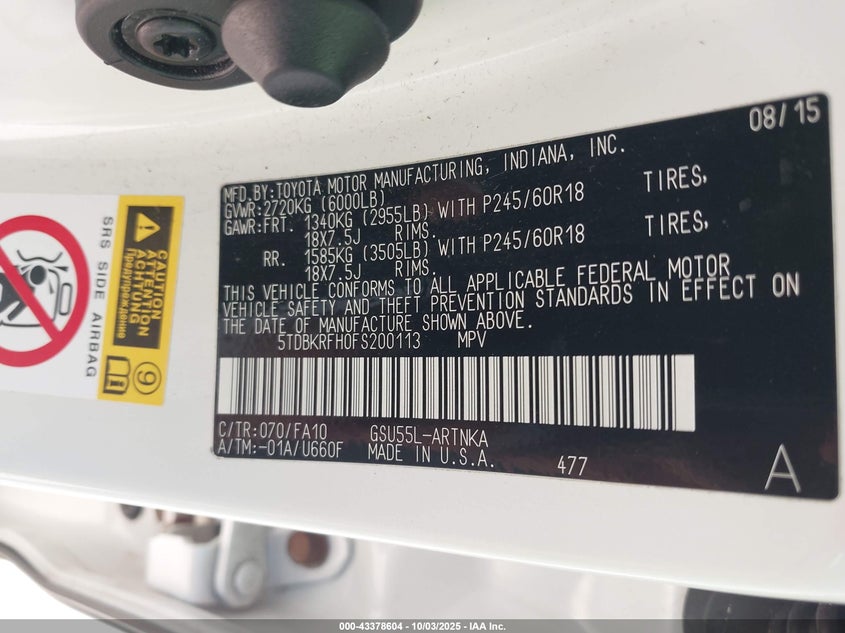 08/15
MFD.BY:TOYOTA MOTOR MANUFACTURING, INDIANA, INC.
GVWR:2720KG (6000LB)
GAWR:FRT. 1340KG (2955LB) WITH P245/60R18 TIRES,
18X7.5J RIMS.
RR. 1585KG (3505LB) WITH P245/60R18 TIRES,
18X7.5J RIMS.
THIS VEHICLE CONFORMS TO ALL APPLICABLE FEDERAL MOTOR
VEHICLE SAFETY AND THEFT PREVENTION STANDARDS IN EFFECT ON
THE DATE OF MANUFACTURE SHOWN ABOVE.
5TDBKRFH0FS200113 MPV
C/TR:070/FA10 GSU55L-ARTNKA
A/TM:-01A/U660F MADE IN U.S.A. 477
A
SRS SIDE AIRBAG
CAUTION
ATTENTION
ACHTUNG
Предупреждение
9
000-43378604 - 10/03/2025 - IAA Inc.